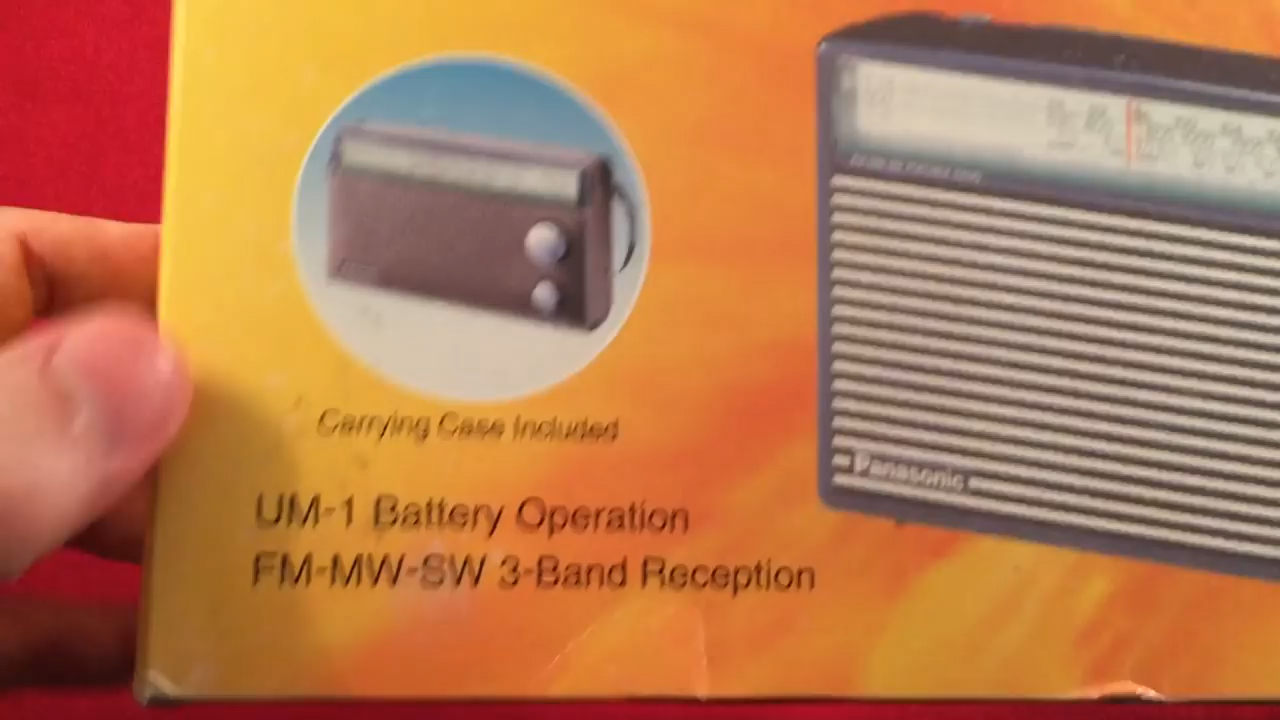 Carrying Case Included
UM-1 Battery Operation
FM-MW-SW 3-Band Reception
Panasonic